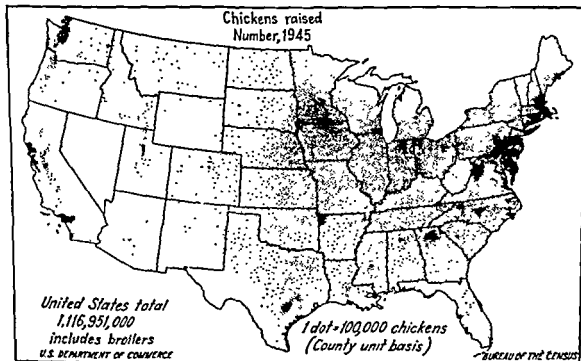 Chickens raised
Number, 1945
United States total
1,116,951,000
includes broilers
U.S. DEPARTMENT OF COMMERCE
1 dot=100,000 chickens
(County unit basis)
BUREAU OF THE CENSUS